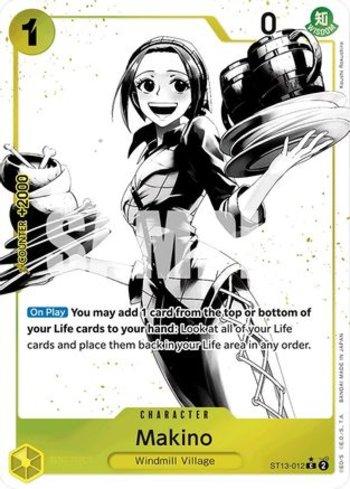 1
0
知
WISDOM
Koushi Rokushiro
COUNTER +2000
SAMPLE
On Play You may add 1 card from the top or bottom of
your Life cards to your hand: Look at all of your Life
cards and place them back in your Life area in any order.
CHARACTER
Makino
Windmill Village
ST13-012 C 2
©E.O./S. ©E.O./S., T.A. BANDAI MADE IN JAPAN